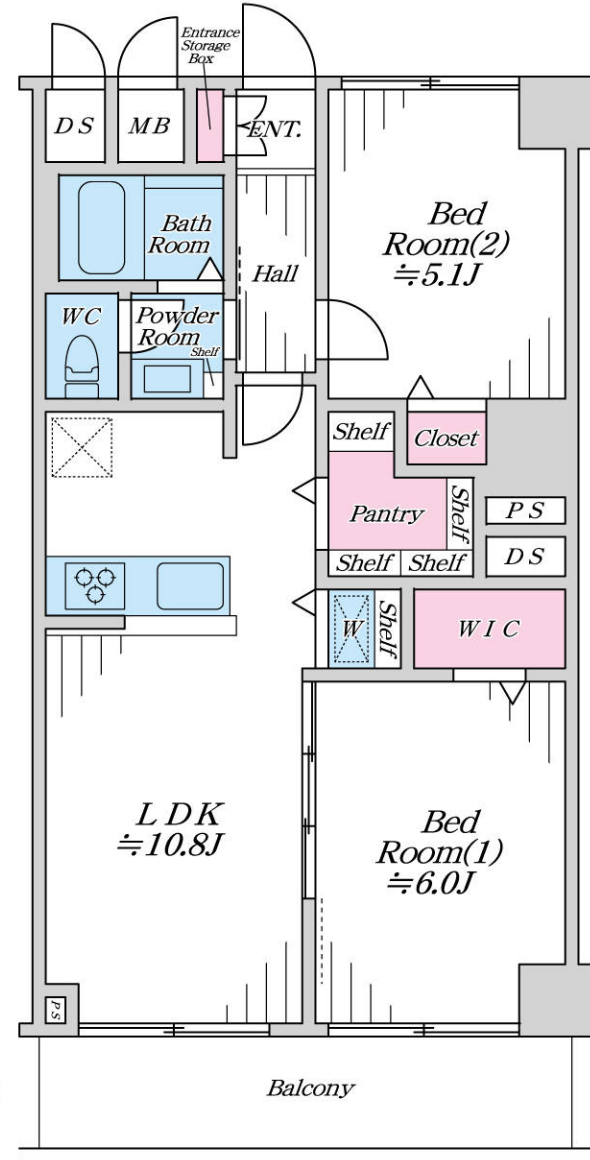 Entrance
Storage
Box
DS
MB
ENT.
Bath
Room
Bed
Room(2)
≒5.1J
Hall
WC
Powder
Room
Shelf
Shelf
Closet
Pantry
Shelf
PS
DS
Shelf
Shelf
W
Shelf
WIC
LDK
≒10.8J
Bed
Room(1)
≒6.0J
PS
Balcony